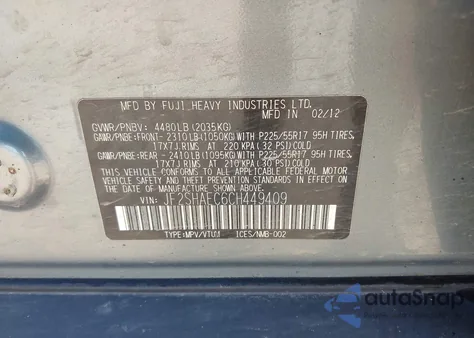 MFD BY FUJI HEAVY INDUSTRIES LTD.
IN 02/12
GVWR/PNBV: 4480LB (2035KG)
GAWR/PNBE:FRONT- 2310LB(1050KG)WITH P225/55R17 95H TIRES,
17X7J RIMS, AT 220 KPA (32 PSI)COLD
GAWR/PNBE:REAR - 2410LB(1095KG)WITH P225/55R17 95H TIRES,
17X7J RIMS, AT 210 KPA (30 PSI)COLD
THIS VEHICLE CONFORMS TO ALL APPLICABLE FEDERAL MOTOR
VEHICLE SAFETY, BUMPER, AND THEFT PREVENTION
STANDARDS IN EFFECT ON THE DATE OF MANUFACTURE
SHOWN ABOVE.
VIN: JF2SHAEC6CH449409
TYPE:MPV/VTUM ICES/NMB-002
autoSnap